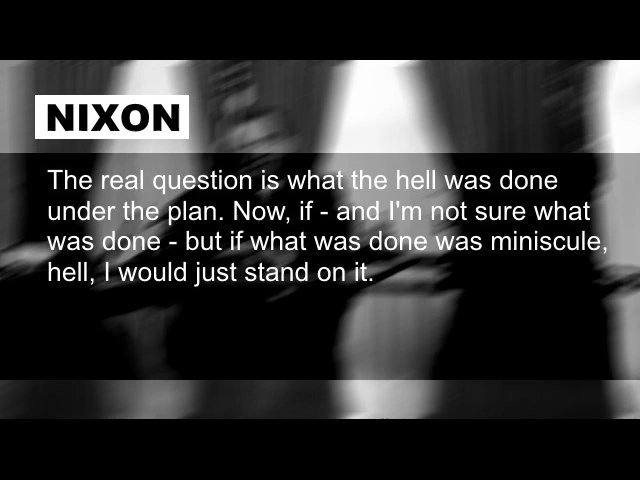 NIXON
The real question is what the hell was done
under the plan. Now, if - and I'm not sure what
was done - but if what was done was miniscule,
hell, I would just stand on it.